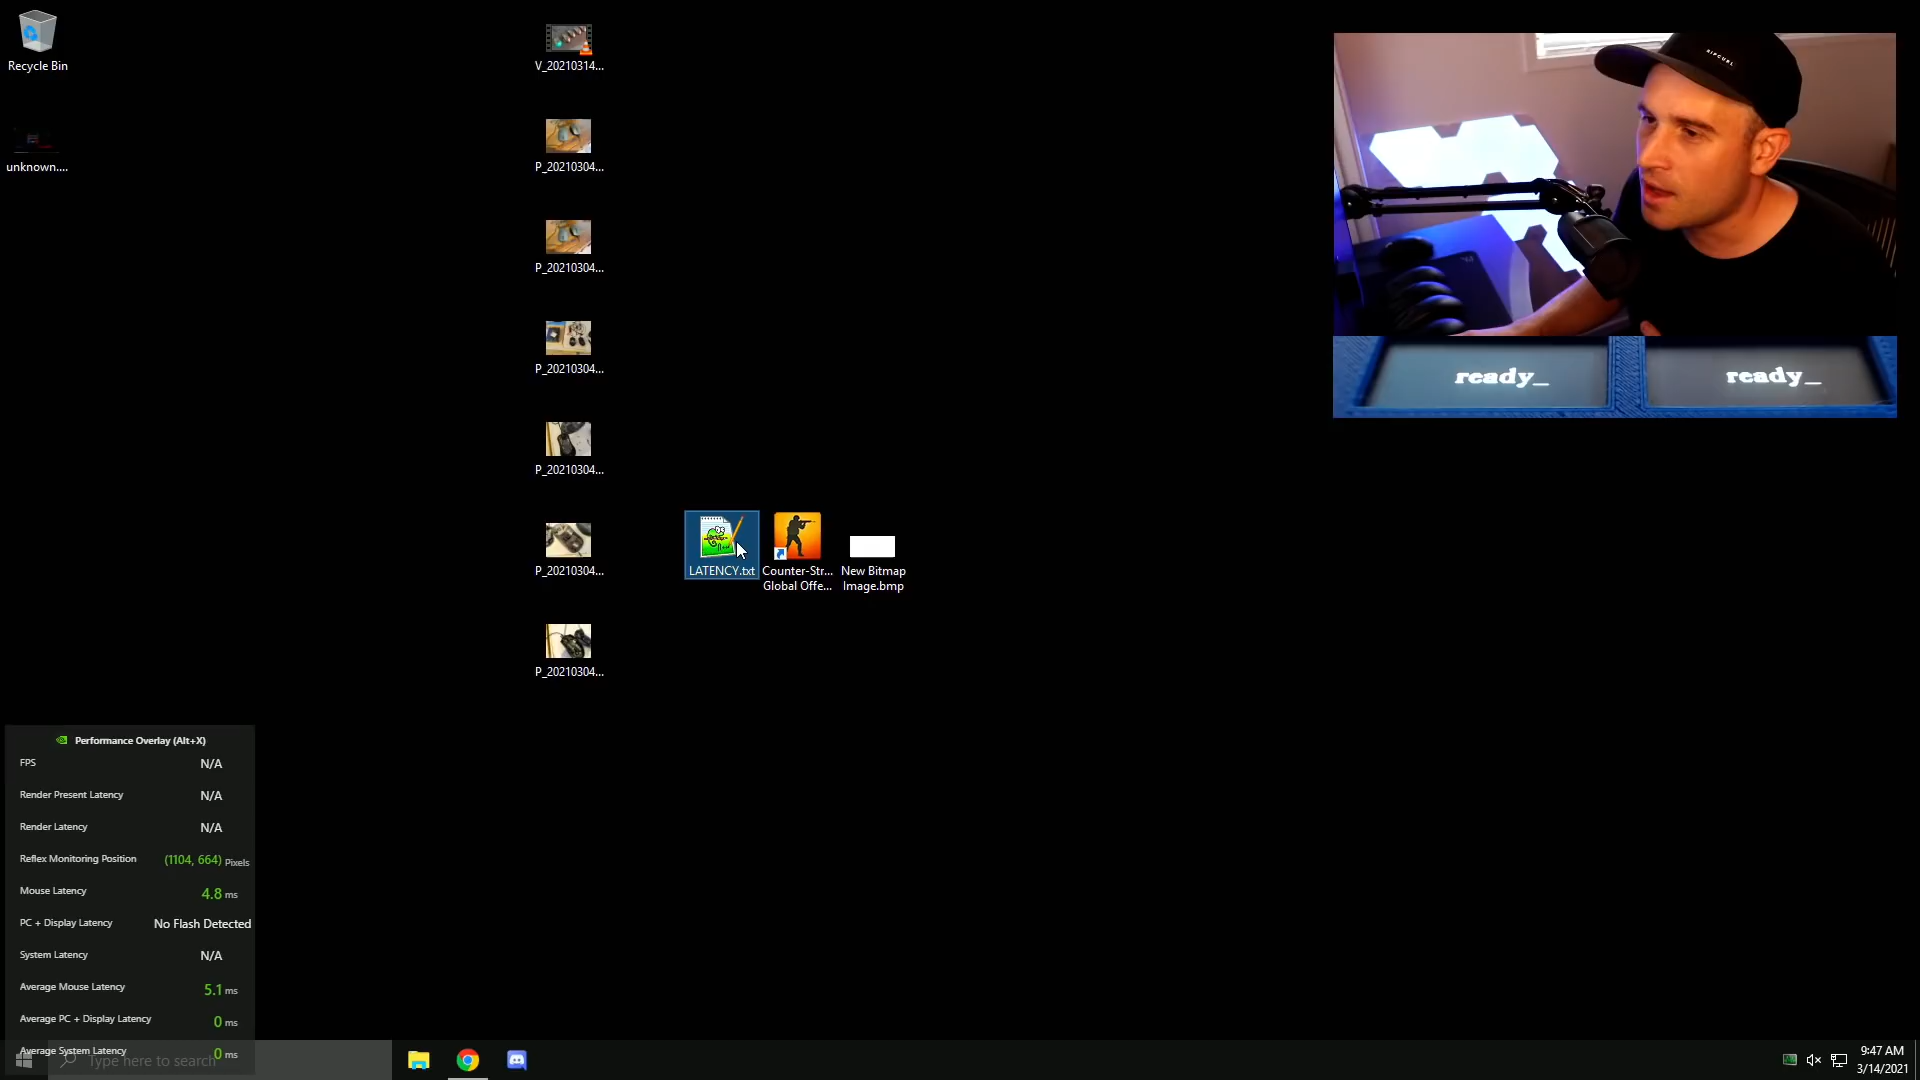 Recycle Bin
unknown....
V_20210314...
P_20210304...
P_20210304...
P_20210304...
P_20210304...
P_20210304...
P_20210304...
LATENCY.txt
Counter-Str...
Global Offe...
New Bitmap
Image.bmp
RIPCURL
ready_
ready_
Performance Overlay (Alt+X)
FPS N/A
Render Present Latency N/A
Render Latency N/A
Reflex Monitoring Position (1104, 664) Pixels
Mouse Latency 4.8 ms
PC + Display Latency No Flash Detected
System Latency N/A
Average Mouse Latency 5.1 ms
Average PC + Display Latency 0 ms
Average System Latency 0 ms
Type here to search
9:47 AM
3/14/2021